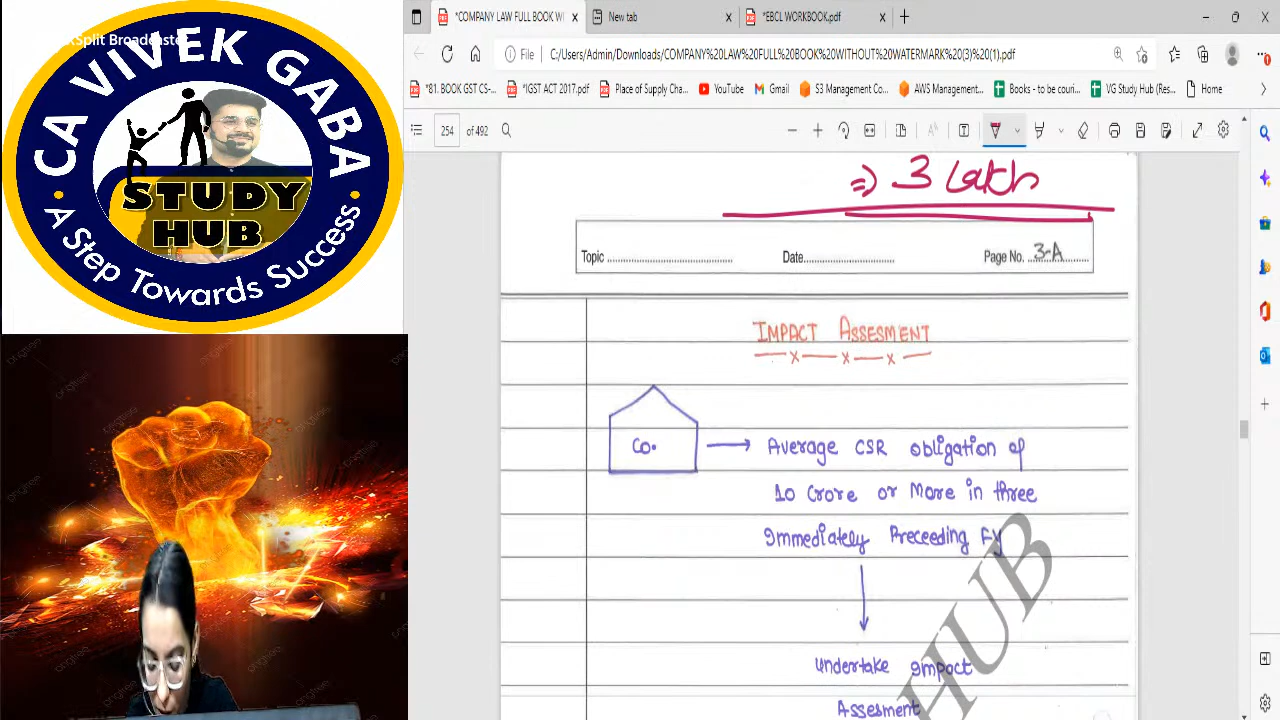 CA VIVEK GABA
STUDY
HUB
A Step Towards Success
*COMPANY LAW FULL BOOK (WI
New tab
FEBCL WORKBOOK.pdf
File
C:/Users/Admin/Downloads/COMPANY%20LAW%20FULL%20BOOK%20WITHOUT%20WATERMARK%20(3)%20(1).pdf
*81. BOOK GST CS-...
*IGST ACT 2017.pdf
Place of Supply Che...
YouTube
Gmail
S3 Management Co...
AWS Management...
Books - to be couri...
VG Study Hub (Res...
Home
254 of 492
=> 3 Lakh
Topic
Date
Page No. 3-A
IMPACT ASSESMENT
Co.
Average CSR obligation of
10 Crore or More in three
Immediately Preceeding FY
Undertake Impact
Assesment
HUB